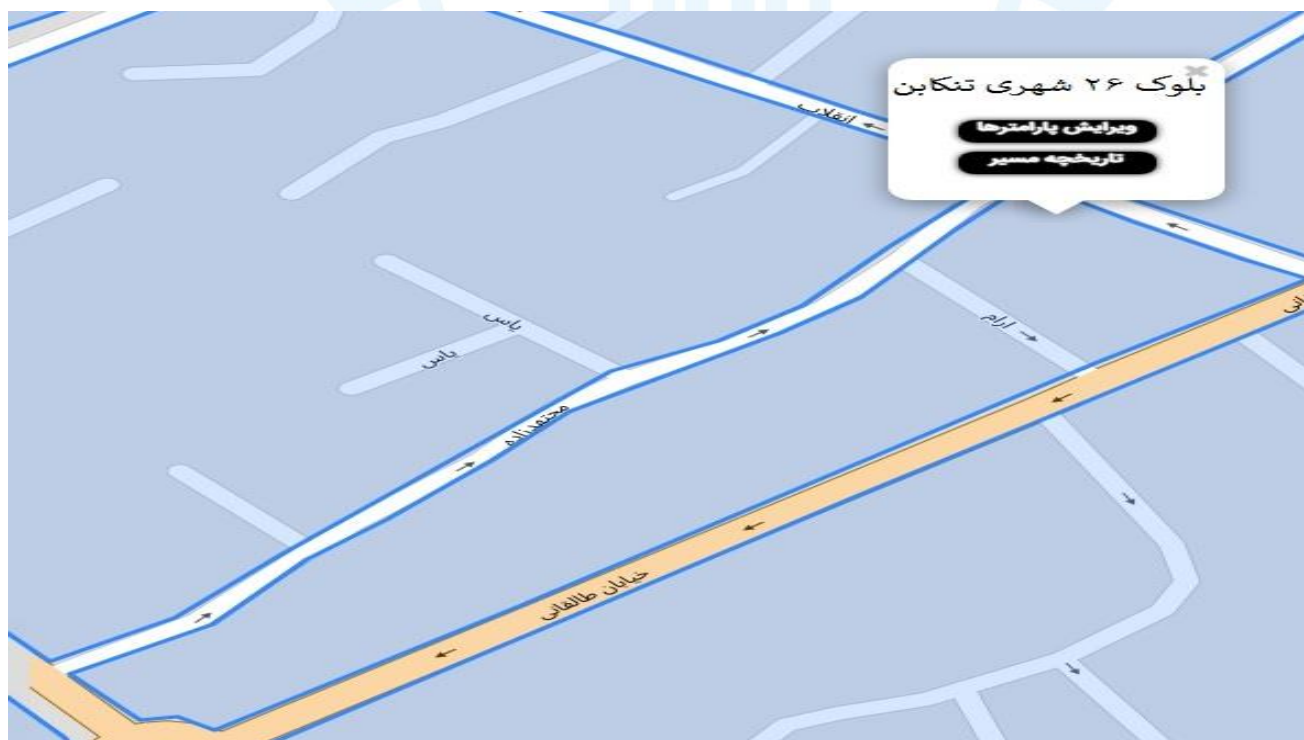 بلوک ۲۶ شهری تنکابن
ویرایش پارامترها
تاریخچه مسیر
انقلاب
یاس
یاس
ارام
مجتهدزاده
خیابان طالقانی